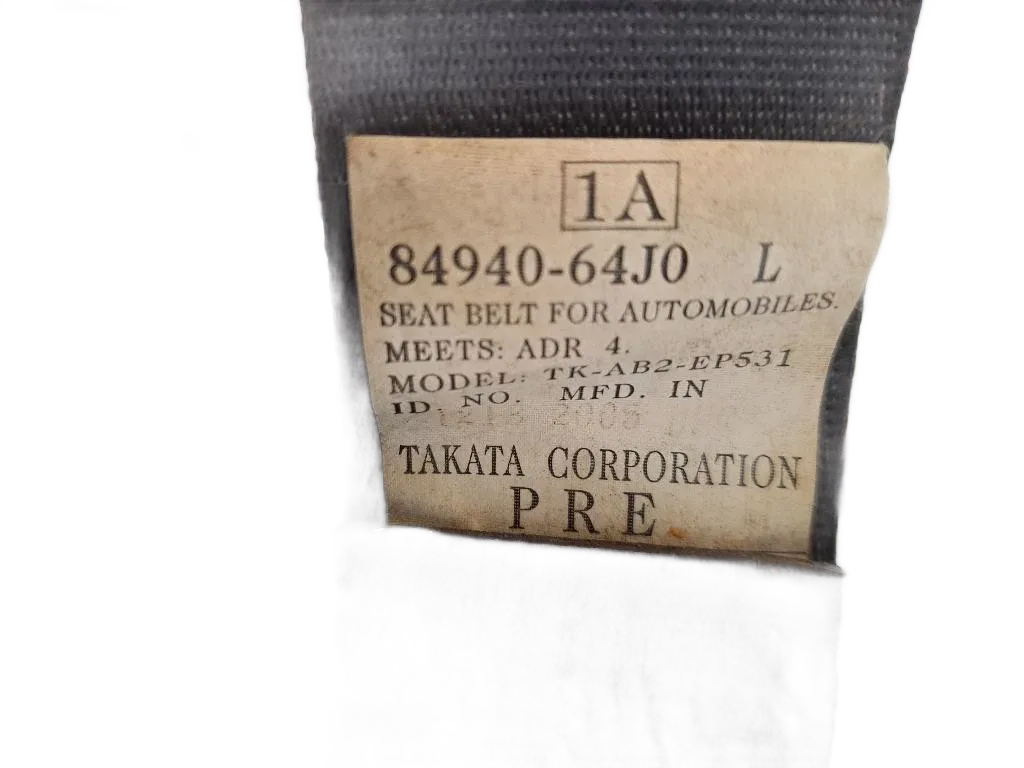 1A
84940-64J0 L
SEAT BELT FOR AUTOMOBILES.
MEETS: ADR 4.
MODEL: TK-AB2-EP531
ID. NO. MFD. IN
TAKATA CORPORATION
PRE